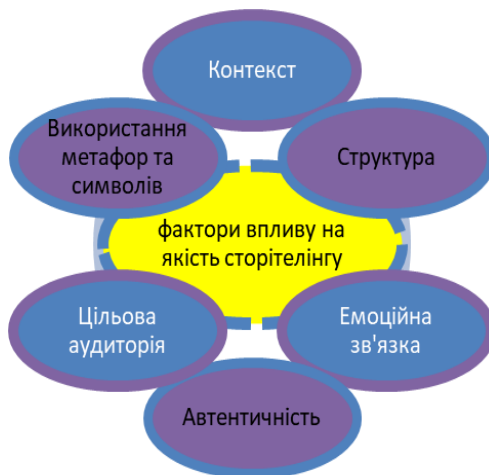 Контекст
Використання
метафор та
символів
Структура
фактори впливу на
якість сторітелінгу
Цільова
аудиторія
Емоційна
зв'язка
Автентичність